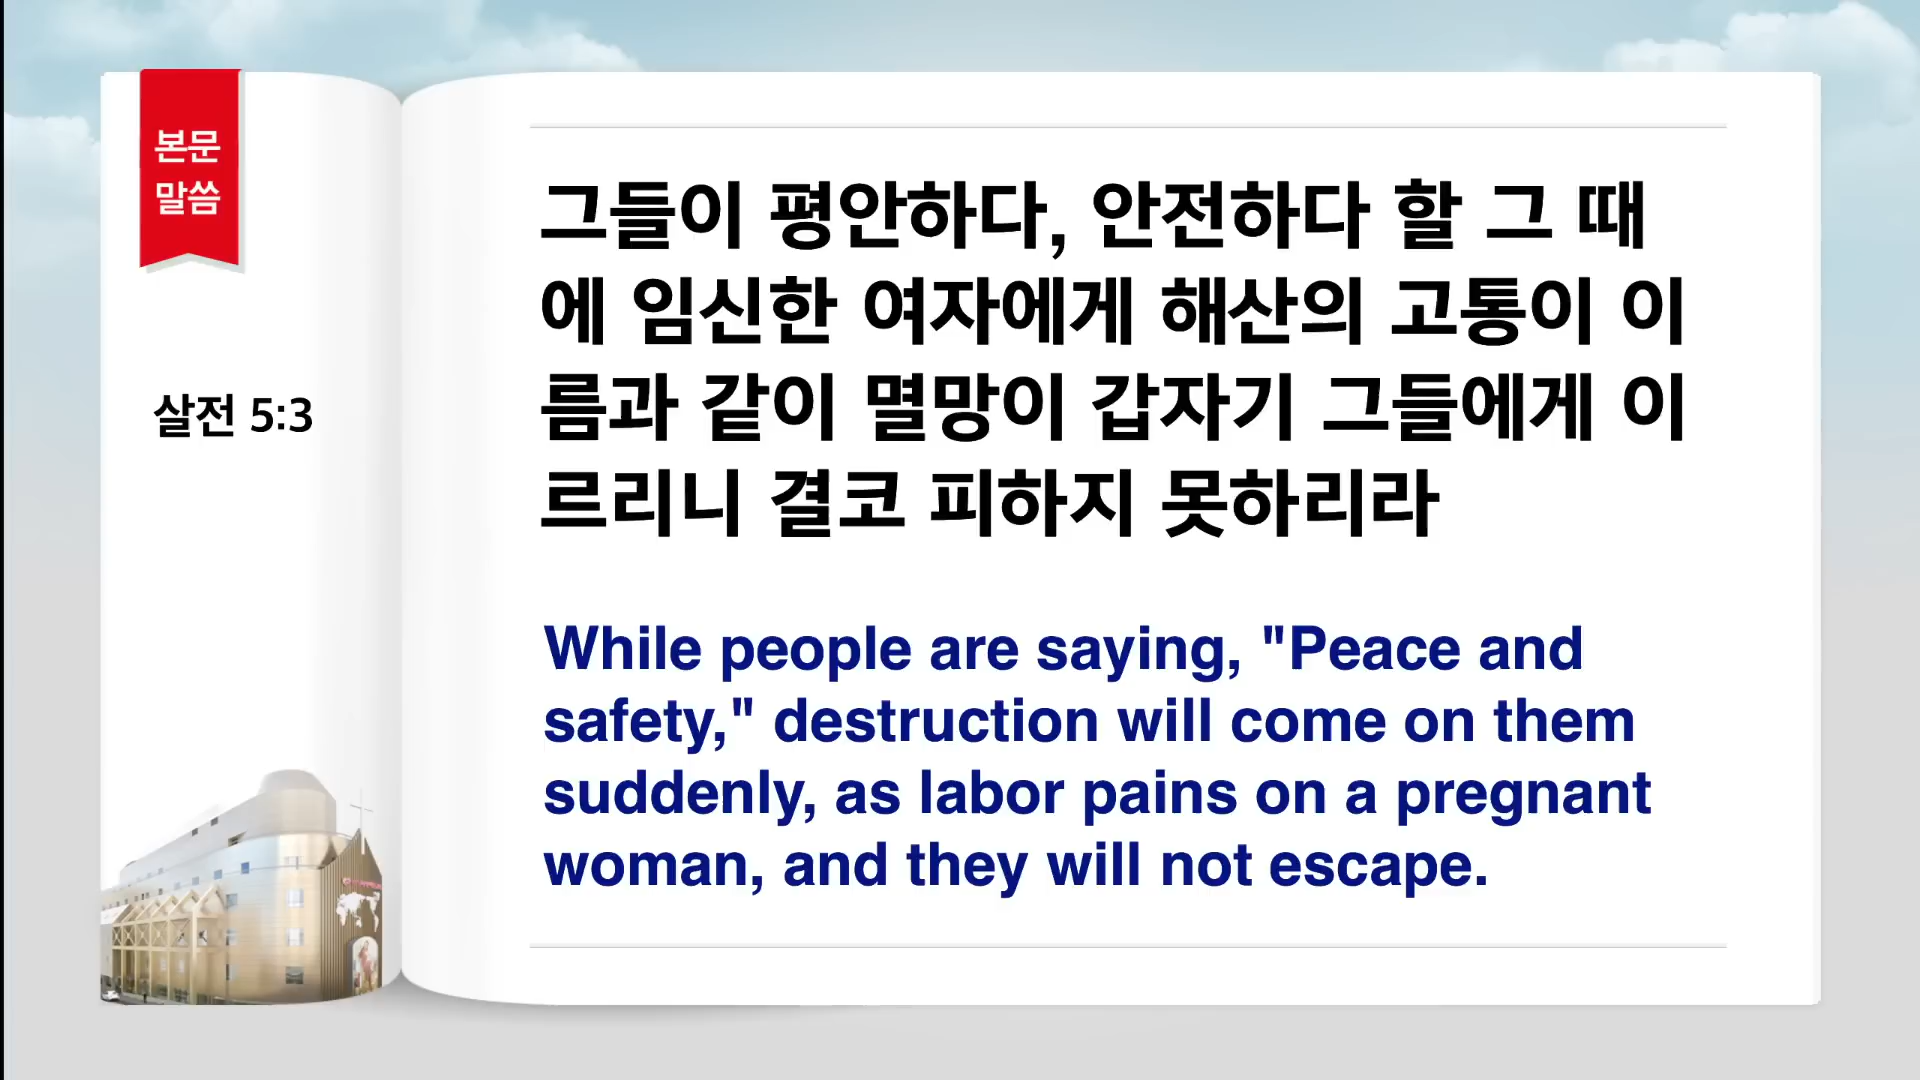 본문
말씀
살전 5:3
그들이 평안하다, 안전하다 할 그 때
에 임신한 여자에게 해산의 고통이 이
름과 같이 멸망이 갑자기 그들에게 이
르리니 결코 피하지 못하리라
While people are saying, "Peace and
safety," destruction will come on them
suddenly, as labor pains on a pregnant
woman, and they will not escape.